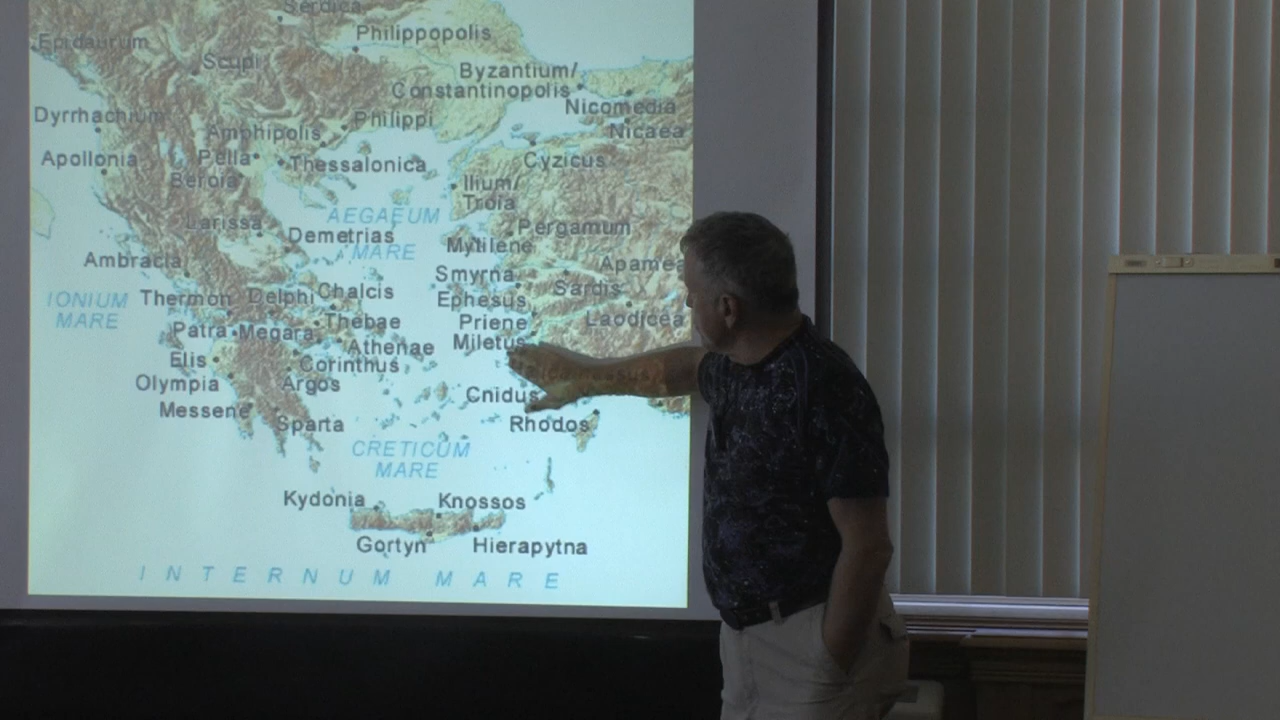 Serdica
Epidaurum
Philippopolis
Scupi
Byzantium/
Constantinopolis
Nicomedia
Dyrrhachium
Amphipolis
Philippi
Nicaea
Apollonia
Pella
Thessalonica
Cyzicus
Beroia
Ilium/
Troia
Larissa
AEGAEUM
MARE
Demetrias
Pergamum
Mytilene
Ambracia
Smyrna
Apamea
Sardis
IONIUM
MARE
Thermon
Delphi
Chalcis
Ephesus
Laodicea
Patra
Megara
Thebae
Priene
Miletus
Athenae
Elis
Corinthus
Halicarnassus
Olympia
Argos
Cnidus
Messene
Sparta
Rhodos
CRETICUM
MARE
Kydonia
Knossos
Gortyn
Hierapytna
INTERNUM MARE